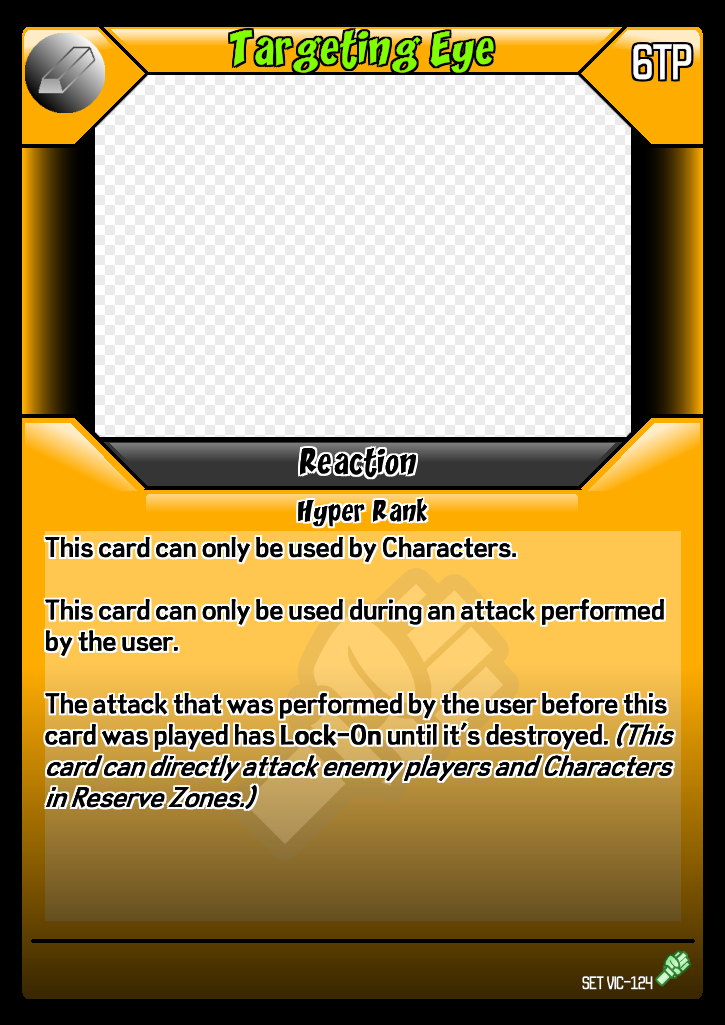 Targeting Eye
6TP
Reaction
Hyper Rank
This card can only be used by Characters.
This card can only be used during an attack performed
by the user.
The attack that was performed by the user before this
card was played has Lock-On until it's destroyed. (This
card can directly attack enemy players and Characters
in Reserve Zones.)
SET VIC-124